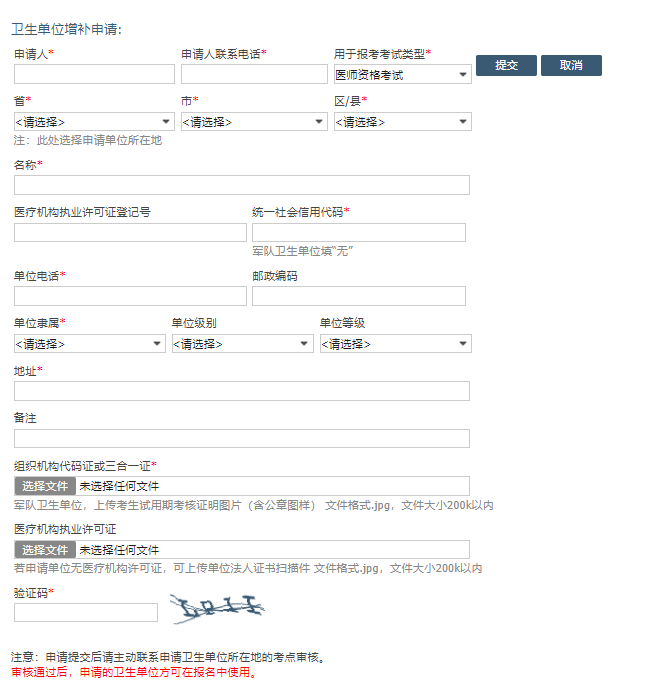 卫生单位增补申请:
申请人* 申请人联系电话* 用于报考考试类型*
医师资格考试 提交 取消
省* 市* 区/县*
<请选择> <请选择> <请选择>
注：此处选择申请单位所在地
名称*
医疗机构执业许可证登记号 统一社会信用代码*
军队卫生单位填“无”
单位电话* 邮政编码
单位隶属* 单位级别 单位等级
<请选择> <请选择> <请选择>
地址*
备注
组织机构代码证或三合一证*
选择文件 未选择任何文件
军队卫生单位，上传考生试用期考核证明图片（含公章图样） 文件格式.jpg，文件大小200k以内
医疗机构执业许可证
选择文件 未选择任何文件
若申请单位无医疗机构许可证，可上传单位法人证书扫描件 文件格式.jpg，文件大小200k以内
验证码*
注意：申请提交后请主动联系申请卫生单位所在地的考点审核。
审核通过后，申请的卫生单位方可在报名中使用。